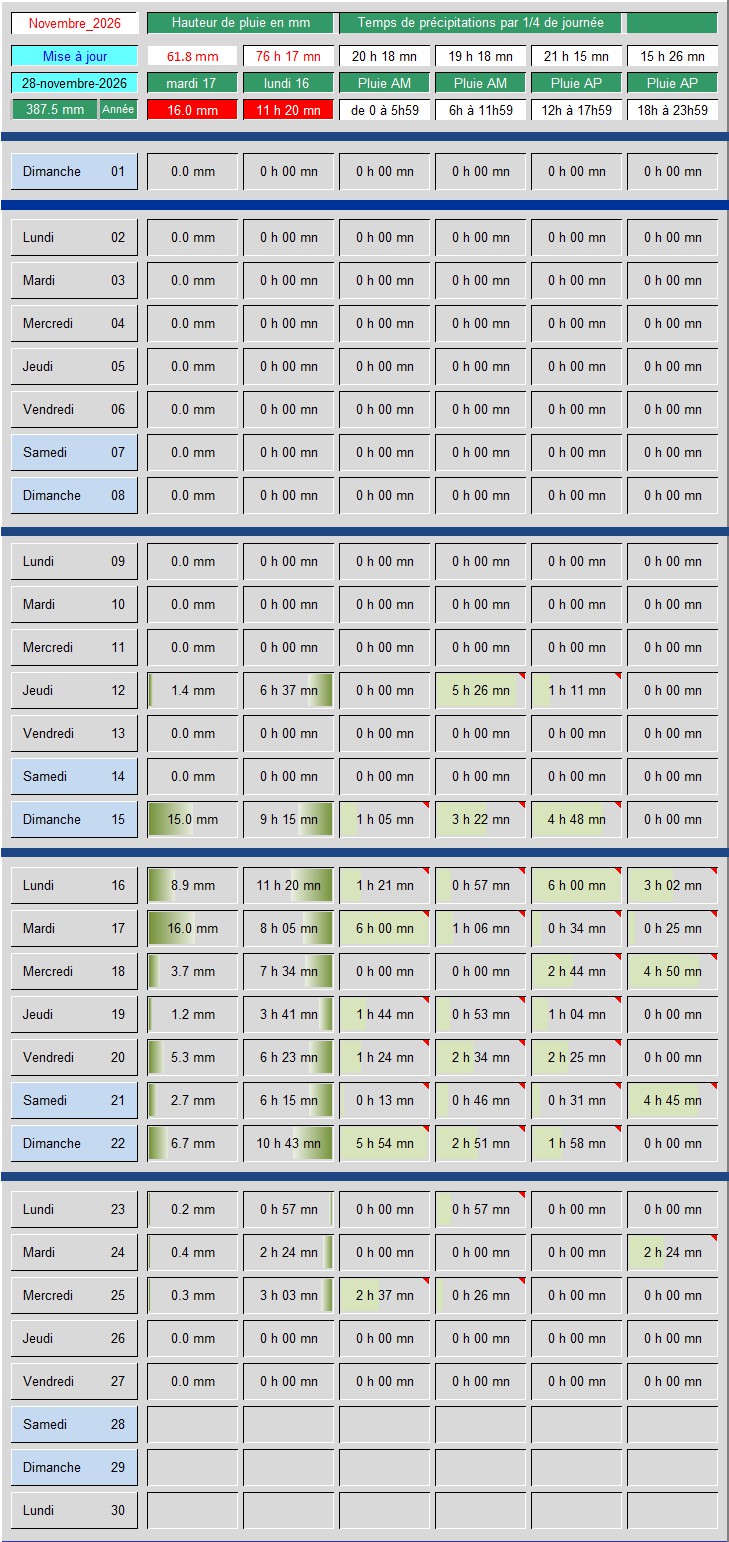 Novembre_2026 Hauteur de pluie en mm Temps de précipitations par 1/4 de journée
Mise à jour 61.8 mm 76 h 17 mn 20 h 18 mn 19 h 18 mn 21 h 15 mn 15 h 26 mn
28-novembre-2026 mardi 17 lundi 16 Pluie AM Pluie AM Pluie AP Pluie AP
387.5 mm Année 16.0 mm 11 h 20 mn de 0 à 5h59 6h à 11h59 12h à 17h59 18h à 23h59
Dimanche 01 0.0 mm 0 h 00 mn 0 h 00 mn 0 h 00 mn 0 h 00 mn 0 h 00 mn
Lundi 02 0.0 mm 0 h 00 mn 0 h 00 mn 0 h 00 mn 0 h 00 mn 0 h 00 mn
Mardi 03 0.0 mm 0 h 00 mn 0 h 00 mn 0 h 00 mn 0 h 00 mn 0 h 00 mn
Mercredi 04 0.0 mm 0 h 00 mn 0 h 00 mn 0 h 00 mn 0 h 00 mn 0 h 00 mn
Jeudi 05 0.0 mm 0 h 00 mn 0 h 00 mn 0 h 00 mn 0 h 00 mn 0 h 00 mn
Vendredi 06 0.0 mm 0 h 00 mn 0 h 00 mn 0 h 00 mn 0 h 00 mn 0 h 00 mn
Samedi 07 0.0 mm 0 h 00 mn 0 h 00 mn 0 h 00 mn 0 h 00 mn 0 h 00 mn
Dimanche 08 0.0 mm 0 h 00 mn 0 h 00 mn 0 h 00 mn 0 h 00 mn 0 h 00 mn
Lundi 09 0.0 mm 0 h 00 mn 0 h 00 mn 0 h 00 mn 0 h 00 mn 0 h 00 mn
Mardi 10 0.0 mm 0 h 00 mn 0 h 00 mn 0 h 00 mn 0 h 00 mn 0 h 00 mn
Mercredi 11 0.0 mm 0 h 00 mn 0 h 00 mn 0 h 00 mn 0 h 00 mn 0 h 00 mn
Jeudi 12 1.4 mm 6 h 37 mn 0 h 00 mn 5 h 26 mn 1 h 11 mn 0 h 00 mn
Vendredi 13 0.0 mm 0 h 00 mn 0 h 00 mn 0 h 00 mn 0 h 00 mn 0 h 00 mn
Samedi 14 0.0 mm 0 h 00 mn 0 h 00 mn 0 h 00 mn 0 h 00 mn 0 h 00 mn
Dimanche 15 15.0 mm 9 h 15 mn 1 h 05 mn 3 h 22 mn 4 h 48 mn 0 h 00 mn
Lundi 16 8.9 mm 11 h 20 mn 1 h 21 mn 0 h 57 mn 6 h 00 mn 3 h 02 mn
Mardi 17 16.0 mm 8 h 05 mn 6 h 00 mn 1 h 06 mn 0 h 34 mn 0 h 25 mn
Mercredi 18 3.7 mm 7 h 34 mn 0 h 00 mn 0 h 00 mn 2 h 44 mn 4 h 50 mn
Jeudi 19 1.2 mm 3 h 41 mn 1 h 44 mn 0 h 53 mn 1 h 04 mn 0 h 00 mn
Vendredi 20 5.3 mm 6 h 23 mn 1 h 24 mn 2 h 34 mn 2 h 25 mn 0 h 00 mn
Samedi 21 2.7 mm 6 h 15 mn 0 h 13 mn 0 h 46 mn 0 h 31 mn 4 h 45 mn
Dimanche 22 6.7 mm 10 h 43 mn 5 h 54 mn 2 h 51 mn 1 h 58 mn 0 h 00 mn
Lundi 23 0.2 mm 0 h 57 mn 0 h 00 mn 0 h 57 mn 0 h 00 mn 0 h 00 mn
Mardi 24 0.4 mm 2 h 24 mn 0 h 00 mn 0 h 00 mn 0 h 00 mn 2 h 24 mn
Mercredi 25 0.3 mm 3 h 03 mn 2 h 37 mn 0 h 26 mn 0 h 00 mn 0 h 00 mn
Jeudi 26 0.0 mm 0 h 00 mn 0 h 00 mn 0 h 00 mn 0 h 00 mn 0 h 00 mn
Vendredi 27 0.0 mm 0 h 00 mn 0 h 00 mn 0 h 00 mn 0 h 00 mn 0 h 00 mn
Samedi 28
Dimanche 29
Lundi 30